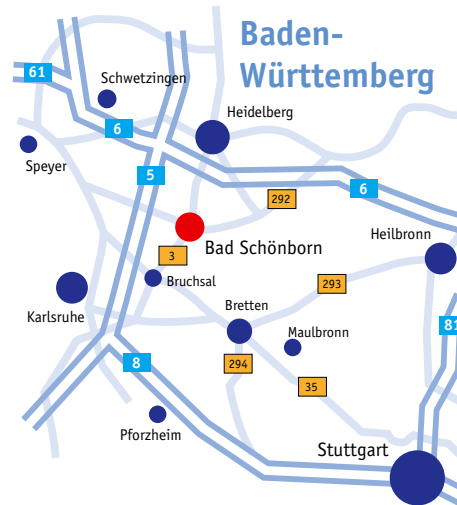 Baden-
Württemberg
61
Schwetzingen
Heidelberg
6
Speyer
5
292
6
Bad Schönborn
Heilbronn
3
Bruchsal
293
Karlsruhe
Bretten
81
Maulbronn
8
294
35
Pforzheim
Stuttgart